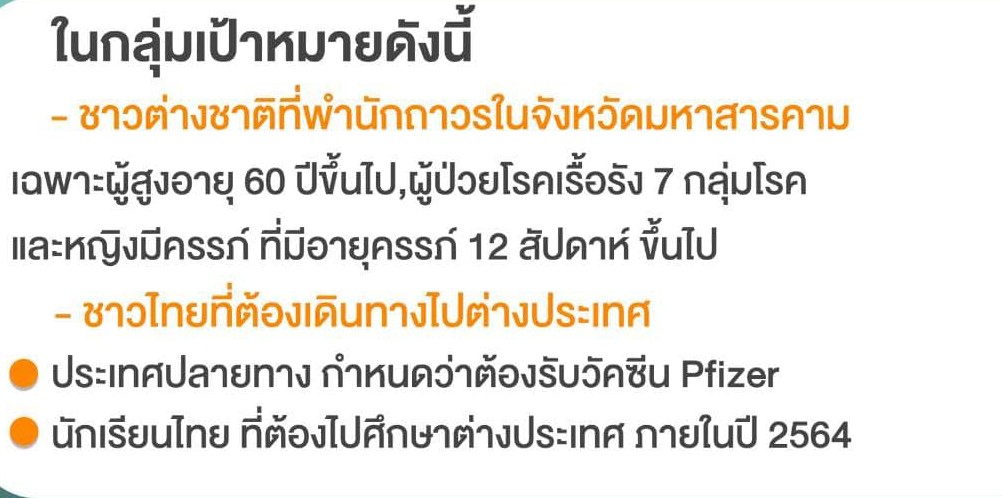 ในกลุ่มเป้าหมายดังนี้
- ชาวต่างชาติที่พำนักถาวรในจังหวัดมหาสารคาม
เฉพาะผู้สูงอายุ 60 ปีขึ้นไป,ผู้ป่วยโรคเรื้อรัง 7 กลุ่มโรค
และหญิงมีครรภ์ ที่มีอายุครรภ์ 12 สัปดาห์ ขึ้นไป
- ชาวไทยที่ต้องเดินทางไปต่างประเทศ
ประเทศปลายทาง กำหนดว่าต้องรับวัคซีน Pfizer
นักเรียนไทย ที่ต้องไปศึกษาต่างประเทศ ภายในปี 2564